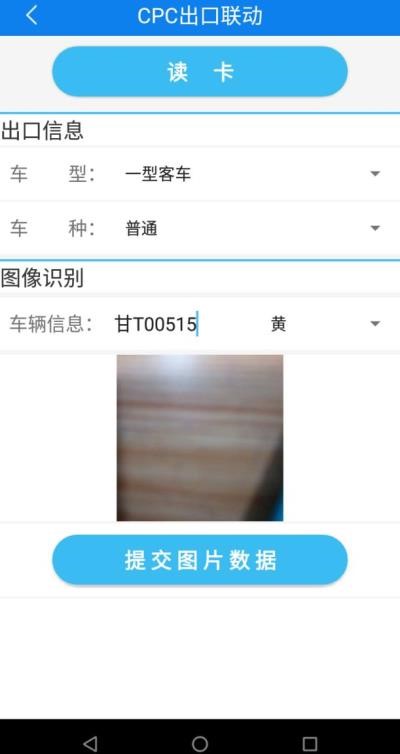 CPC出口联动
读 卡
出口信息
车 型： 一型客车
车 种： 普通
图像识别
车辆信息： 甘T00515 黄
提交图片数据